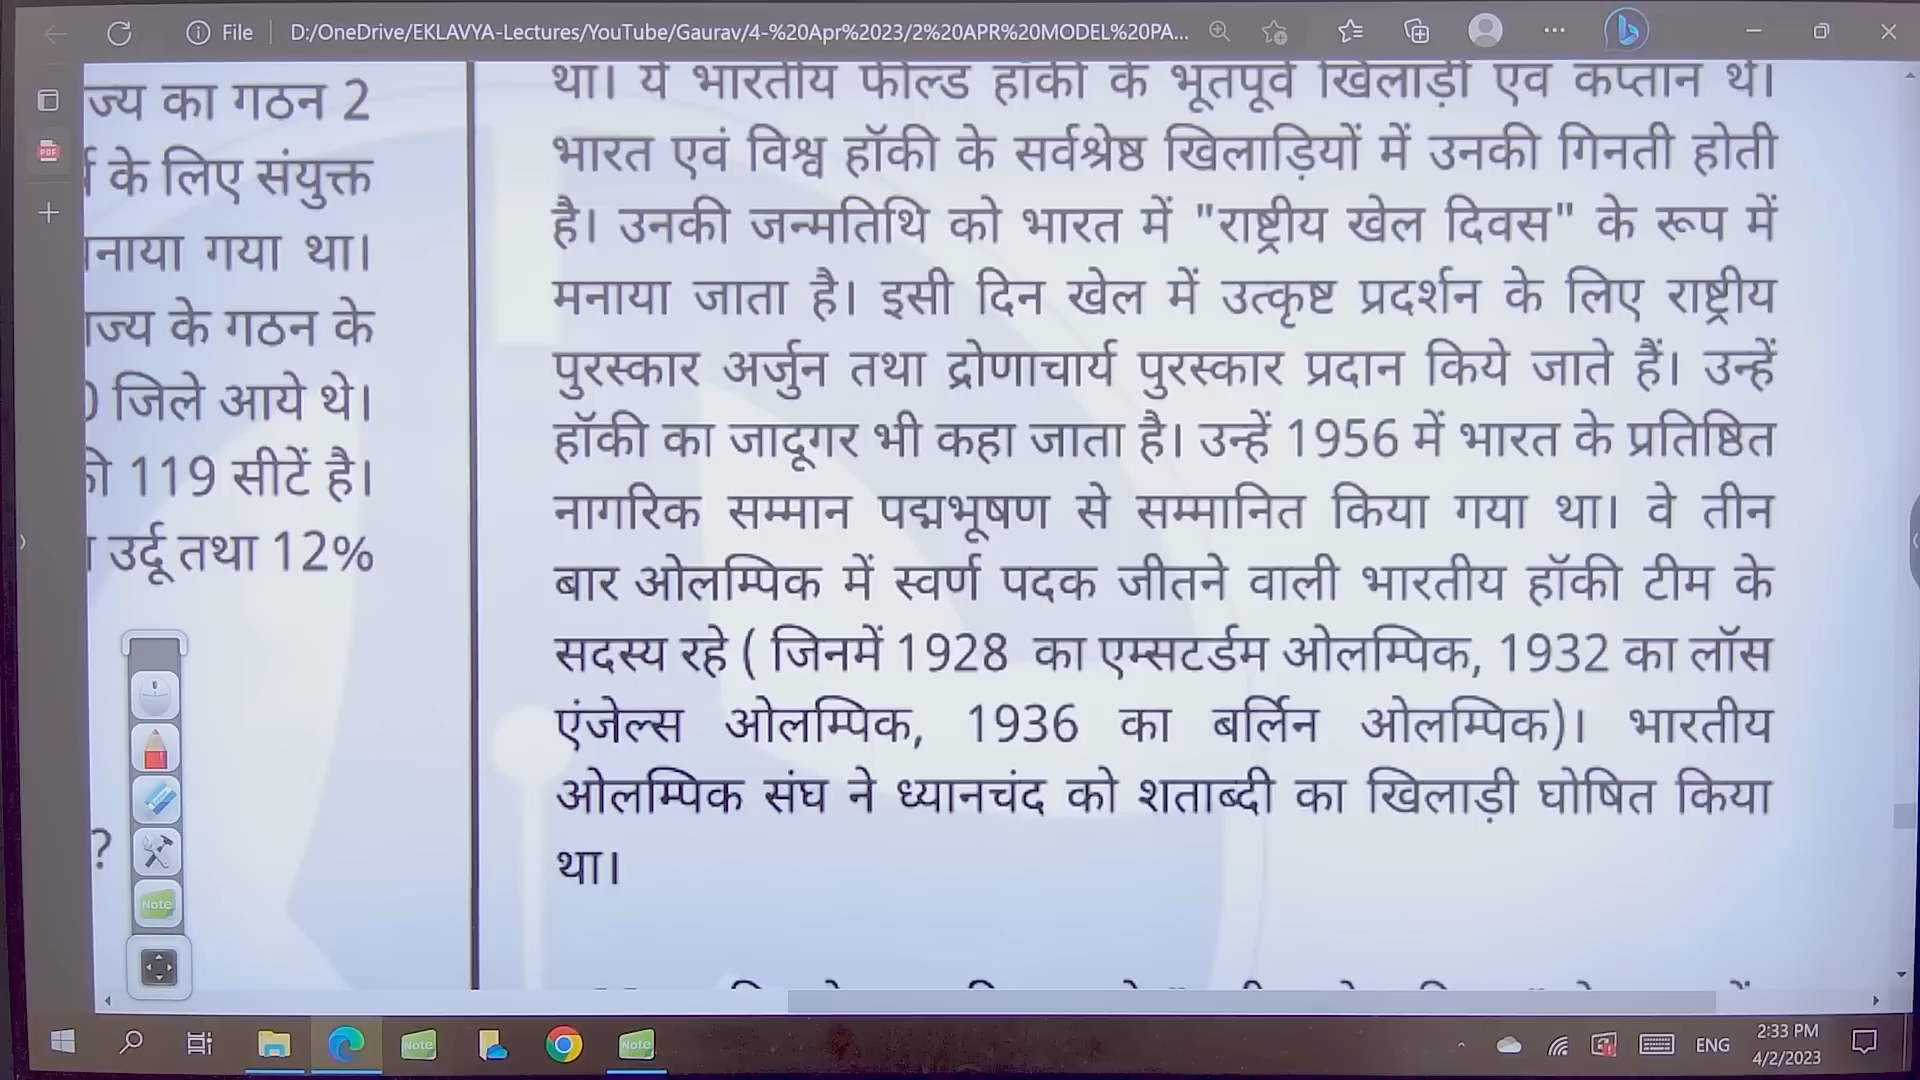 File
D:/OneDrive/EKLAVYA-Lectures/YouTube/Gaurav/4-%20Apr%2023/2%20APR%20MODEL%20PA...
ज्य का गठन 2
के लिए संयुक्त
नाया गया था।
ज्य के गठन के
जिले आये थे।
119 सीटें है।
उर्दू तथा 12%
?
था। ये भारतीय फील्ड हॉकी के भूतपूर्व खिलाड़ी एवं कप्तान थे।
भारत एवं विश्व हॉकी के सर्वश्रेष्ठ खिलाड़ियों में उनकी गिनती होती
है। उनकी जन्मतिथि को भारत में "राष्ट्रीय खेल दिवस" के रूप में
मनाया जाता है। इसी दिन खेल में उत्कृष्ट प्रदर्शन के लिए राष्ट्रीय
पुरस्कार अर्जुन तथा द्रोणाचार्य पुरस्कार प्रदान किये जाते हैं। उन्हें
हॉकी का जादूगर भी कहा जाता है। उन्हें 1956 में भारत के प्रतिष्ठित
नागरिक सम्मान पद्मभूषण से सम्मानित किया गया था। वे तीन
बार ओलम्पिक में स्वर्ण पदक जीतने वाली भारतीय हॉकी टीम के
सदस्य रहे ( जिनमें 1928 का एम्सटर्डम ओलम्पिक, 1932 का लॉस
एंजेल्स ओलम्पिक, 1936 का बर्लिन ओलम्पिक)। भारतीय
ओलम्पिक संघ ने ध्यानचंद को शताब्दी का खिलाड़ी घोषित किया
था।
PDF
Note
Note
Note
ENG
2:33 PM
4/2/2023